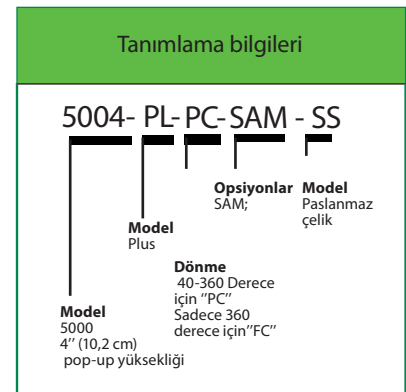 Tanımlama bilgileri
5004- PL- PC- SAM - SS
Opsiyonlar
SAM;
Model
Paslanmaz
çelik
Model
Plus
Dönme
40-360 Derece
için ’’PC’’
Sadece 360
derece için’’FC’’
Model
5000
4’’ (10,2 cm)
pop-up yüksekliği